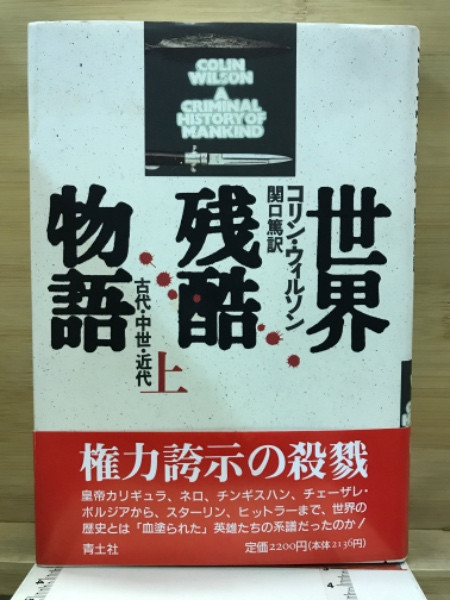 COLIN
WILSON
A
CRIMINAL
HISTORY OF
MANKIND
世界
残酷
物語
コリン・ウィルソン
関口篤訳
古代・中世・近代
上
権力誇示の殺戮
皇帝カリギュラ、ネロ、チンギスハン、チェーザレ・
ボルジアから、スターリン、ヒットラーまで、世界の
歴史とは「血塗られた」英雄たちの系譜だったのか!
青土社
定価2200円(本体2136円)